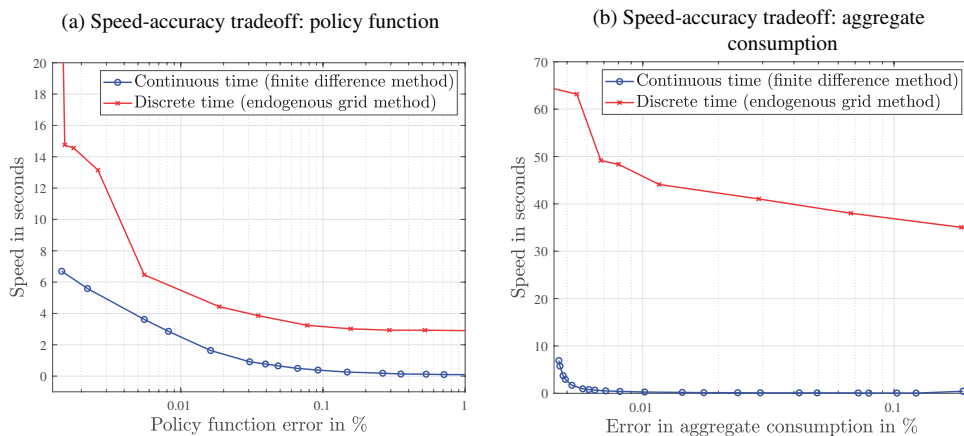 (a) Speed-accuracy tradeoff: policy function
20
18
16
14
12
10
8
6
4
2
0
Speed in seconds
Continuous time (finite difference method)
Discrete time (endogenous grid method)
0.01
0.1
1
Policy function error in %
(b) Speed-accuracy tradeoff: aggregate
consumption
70
60
50
40
30
20
10
0
Speed in seconds
Continuous time (finite difference method)
Discrete time (endogenous grid method)
0.01
0.1
Error in aggregate consumption in %